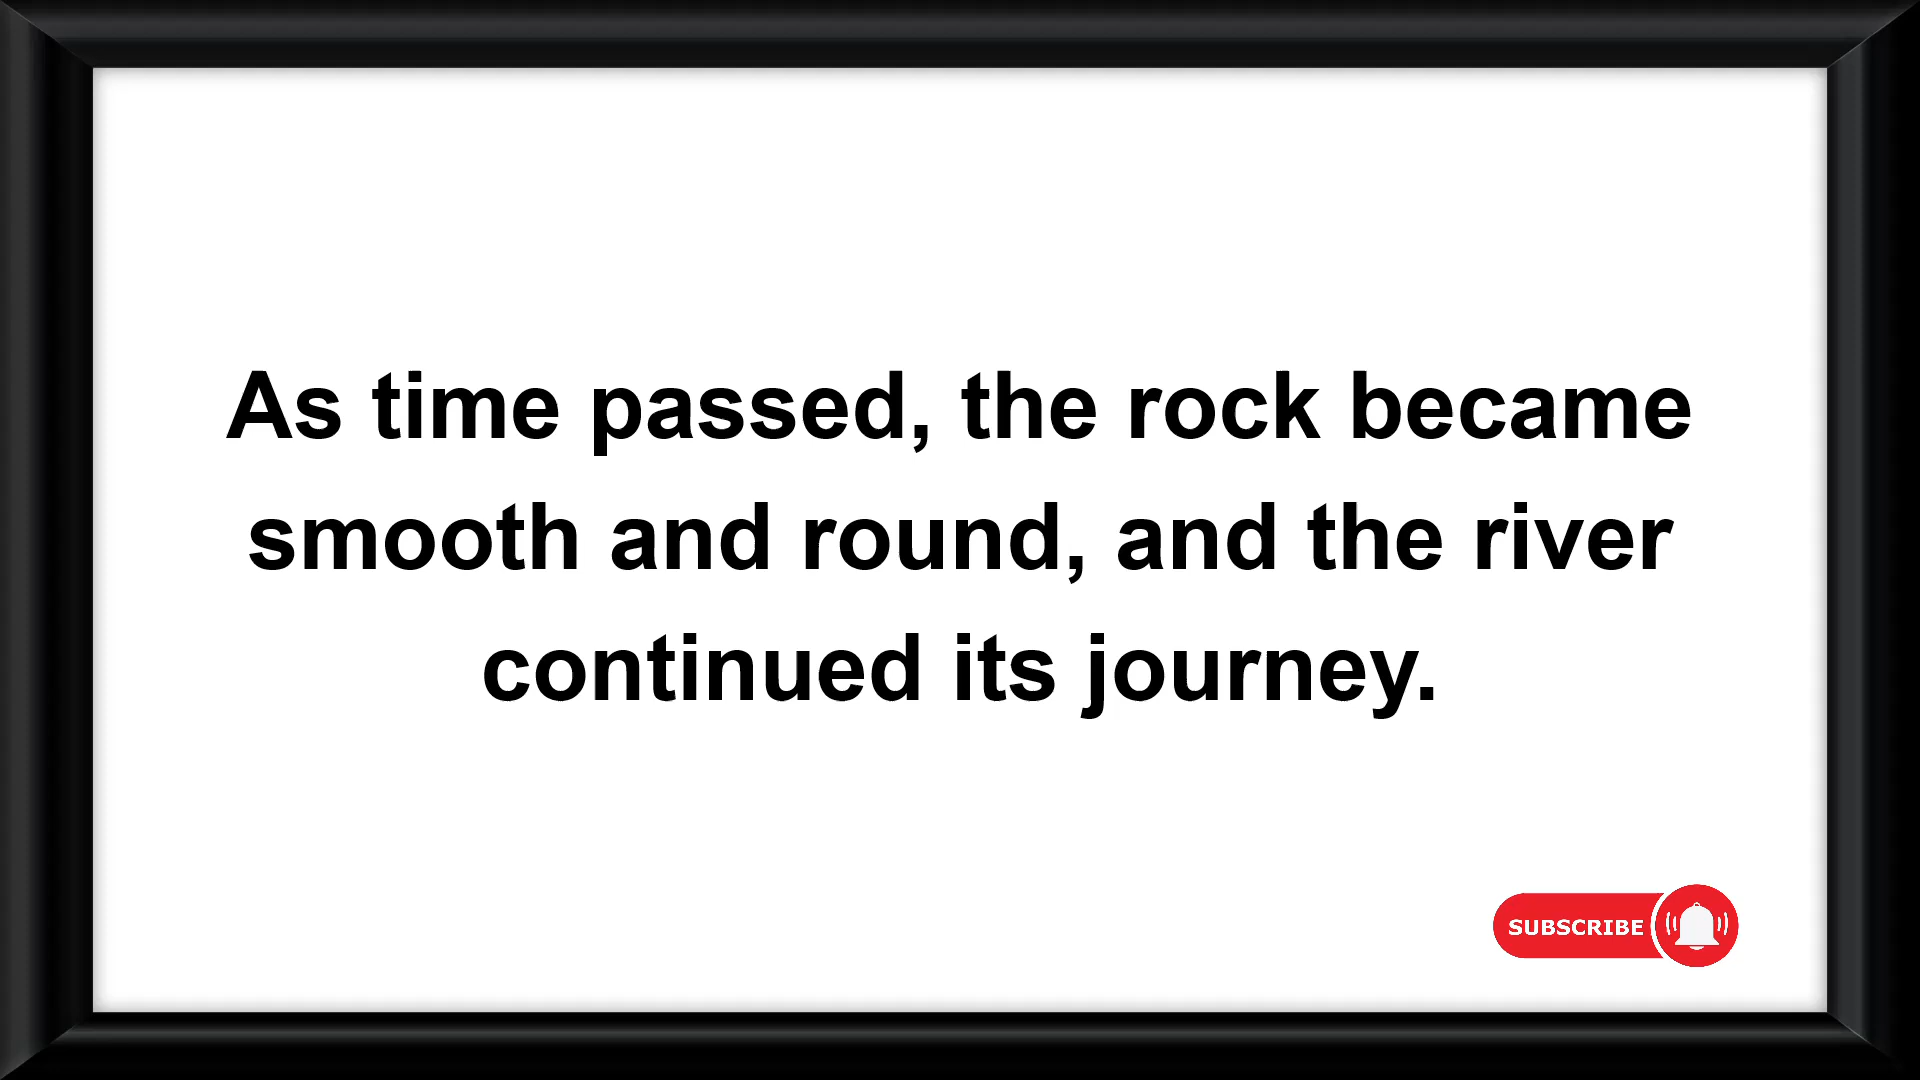 As time passed, the rock became
smooth and round, and the river
continued its journey.
SUBSCRIBE